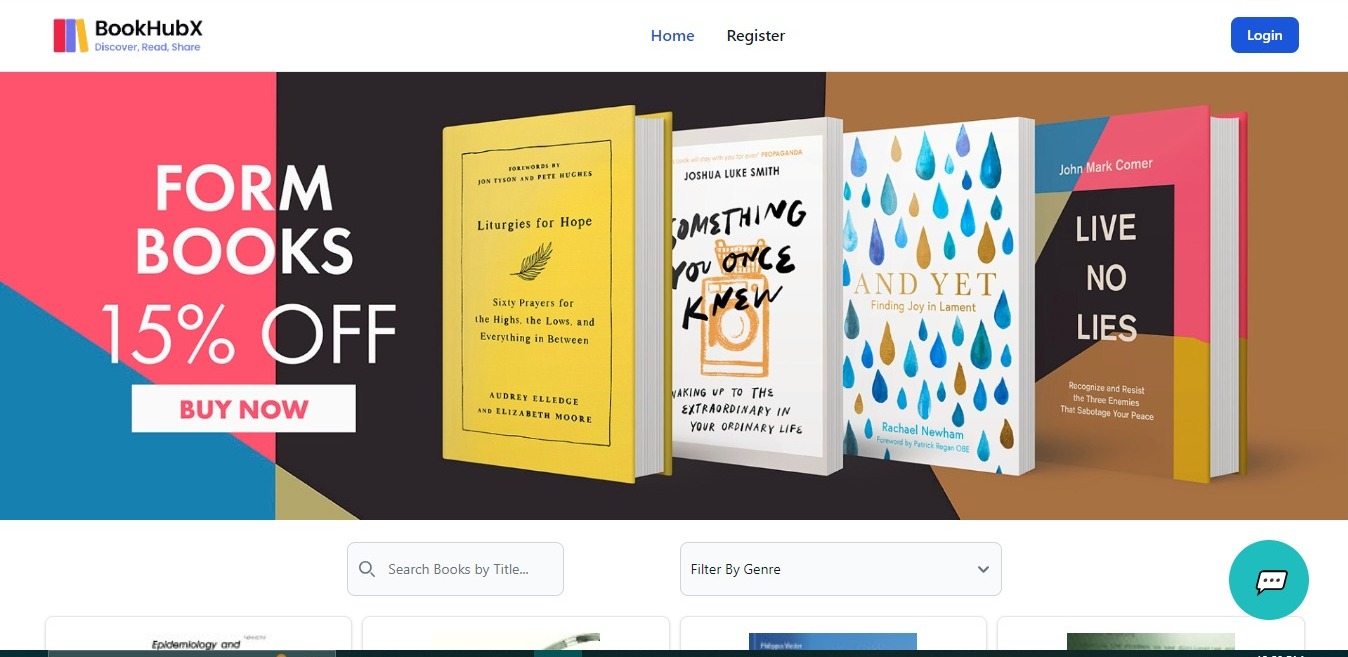 BookHubX
Discover, Read, Share
Home
Register
Login
FORM
BOOKS
15% OFF
BUY NOW
FOREWORDS BY
JON TYSON AND PETE HUGHES
Liturgies for Hope
Sixty Prayers for
the Highs, the Lows, and
Everything in Between
AUDREY ELLEDGE
AND ELIZABETH MOORE
book will stay with you for ever' PROPAGANDA
JOSHUA LUKE SMITH
SOMETHING
YOU ONCE
KNEW
WAKING UP TO THE
EXTRAORDINARY IN
YOUR ORDINARY LIFE
AND YET
Finding Joy in Lament
Rachael Newham
Foreword by Patrick Regan OBE
John Mark Comer
LIVE
NO
LIES
Recognize and Resist
the Three Enemies
That Sabotage Your Peace
Search Books by Title...
Filter By Genre
Epidemiology and